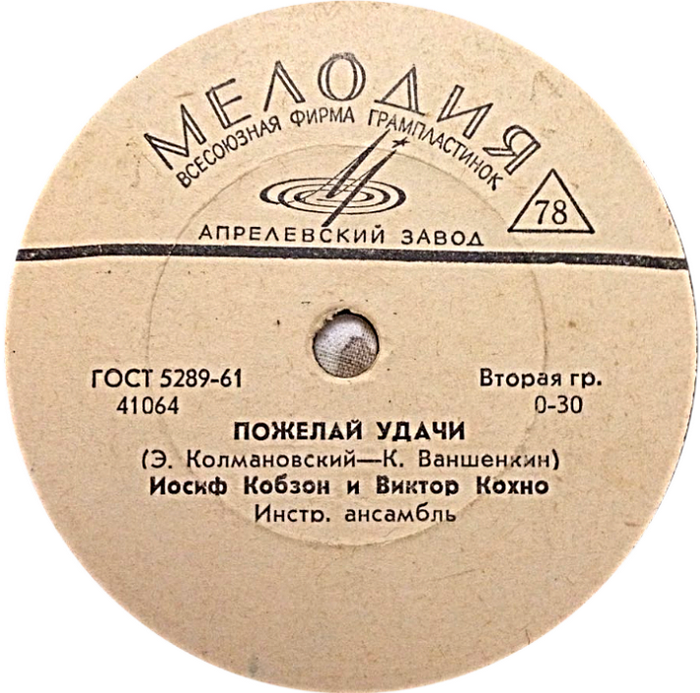 МЕЛОДИЯ
ВСЕСОЮЗНАЯ ФИРМА ГРАМПЛАСТИНОК
АПРЕЛЕВСКИЙ ЗАВОД
78
ГОСТ 5289-61
Вторая гр.
41064
0-30
ПОЖЕЛАЙ УДАЧИ
(Э. Колмановский—К. Ваншенкин)
Иосиф Кобзон и Виктор Кохно
Инстр. ансамбль